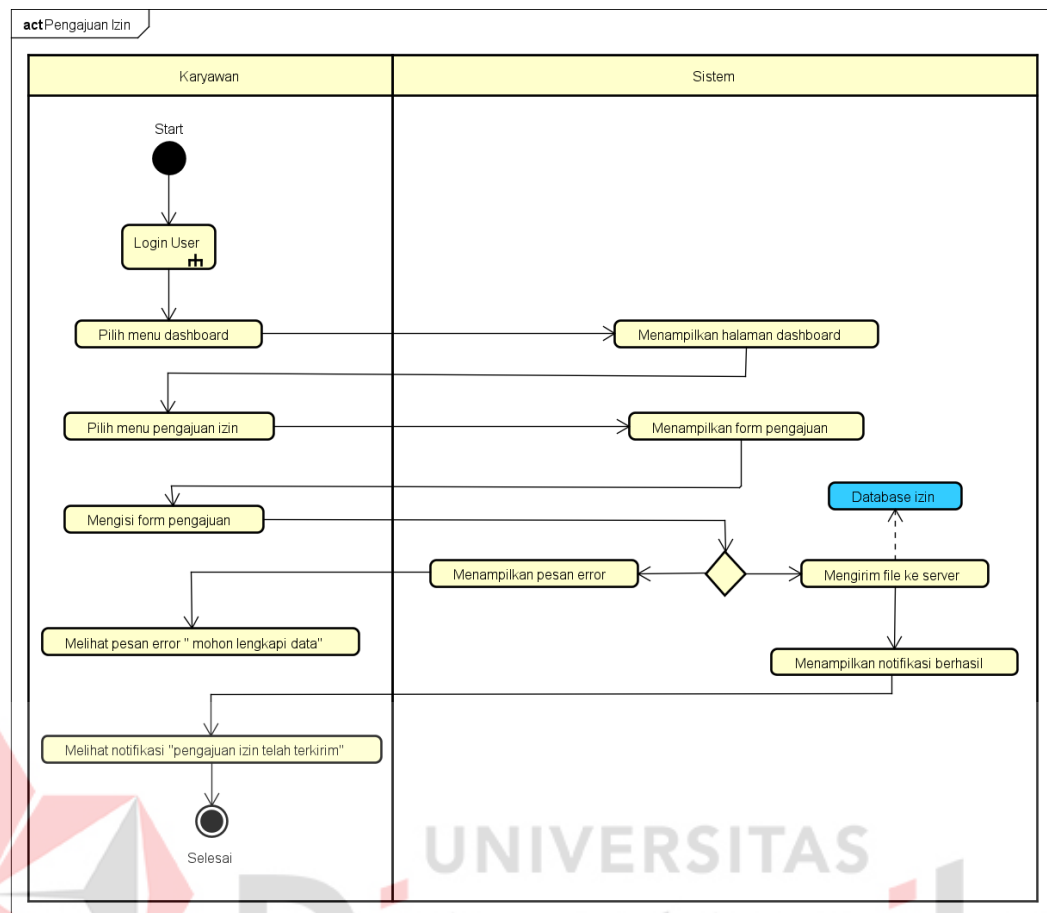 act Pengajuan Izin
Karyawan
Sistem
Start
Login User
Pilih menu dashboard
Menampilkan halaman dashboard
Pilih menu pengajuan izin
Menampilkan form pengajuan
Database izin
Mengisi form pengajuan
Menampilkan pesan error
Mengirim file ke server
Melihat pesan error " mohon lengkapi data"
Menampilkan notifikasi berhasil
Melihat notifikasi "pengajuan izin telah terkirim"
Selesai
UNIVERSITAS